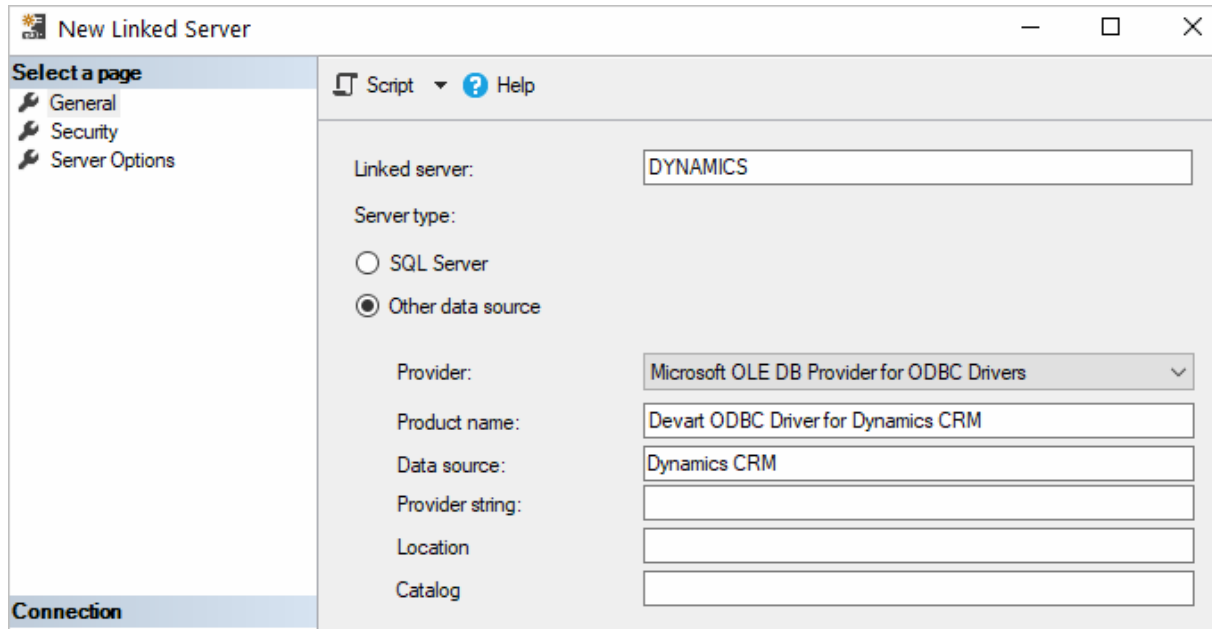 New Linked Server
Select a page
General
Security
Server Options
Connection
Script Help
Linked server: DYNAMICS
Server type:
SQL Server
Other data source
Provider: Microsoft OLE DB Provider for ODBC Drivers
Product name: Devart ODBC Driver for Dynamics CRM
Data source: Dynamics CRM
Provider string:
Location
Catalog